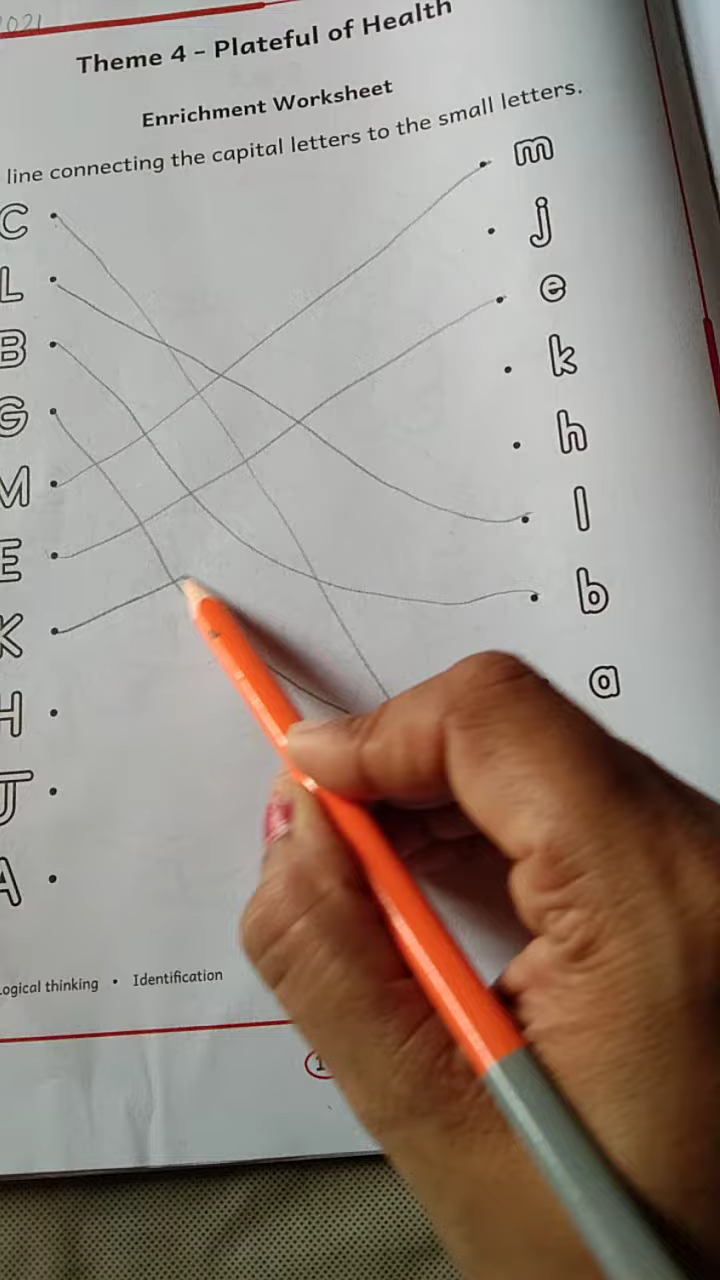 2021
Theme 4 – Plateful of Health
Enrichment Worksheet
line connecting the capital letters to the small letters.
C m
L j
B e
G k
M h
E l
K b
H a
J
A
Logical thinking • Identification
1